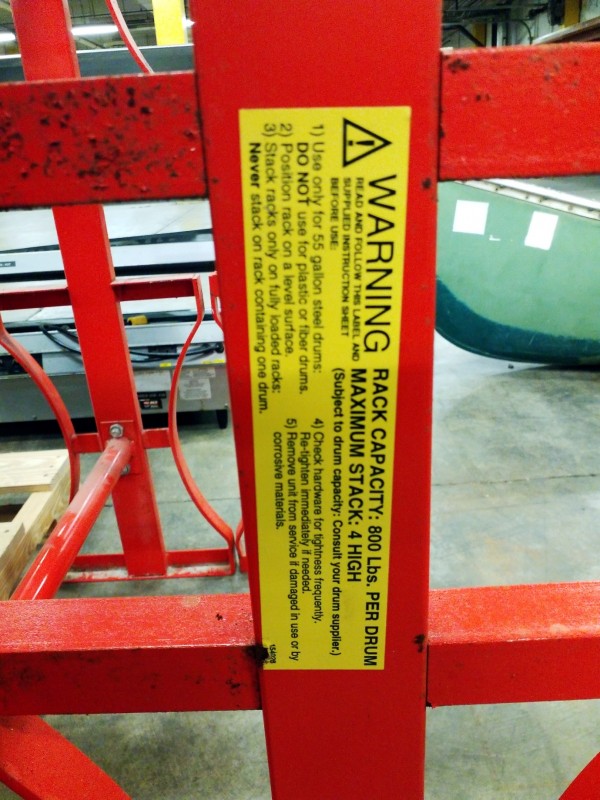 WARNING
READ AND FOLLOW THIS LABEL AND
SUPPLIED INSTRUCTION SHEET
BEFORE USE:
RACK CAPACITY: 800 Lbs. PER DRUM
MAXIMUM STACK: 4 HIGH
(Subject to drum capacity: Consult your drum supplier.)
1) Use only for 55 gallon steel drums:
DO NOT use for plastic or fiber drums.
2) Position rack on a level surface.
3) Stack racks only on fully loaded racks:
Never stack on rack containing one drum.
4) Check hardware for tightness frequently.
Re-tighten immediately if needed.
5) Remove unit from service if damaged in use or by
corrosive materials.